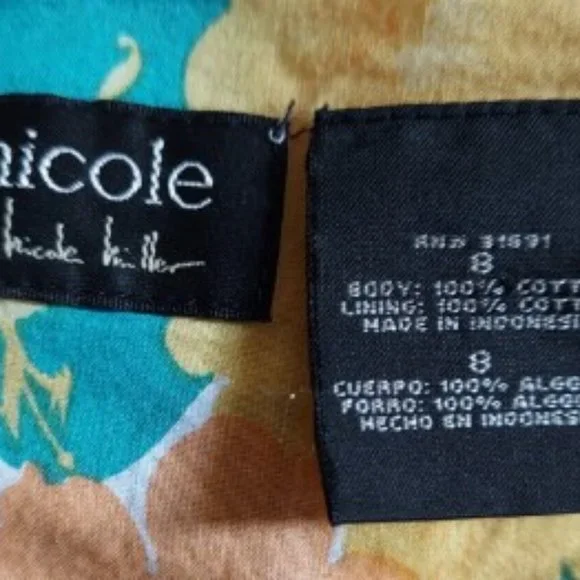 nicole
nicole miller
RN# 91691
8
BODY: 100% COTT
LINING: 100% COTT
MADE IN INDONESI
8
CUERPO: 100% ALGO
FORRO: 100% ALGO
HECHO EN INDONES